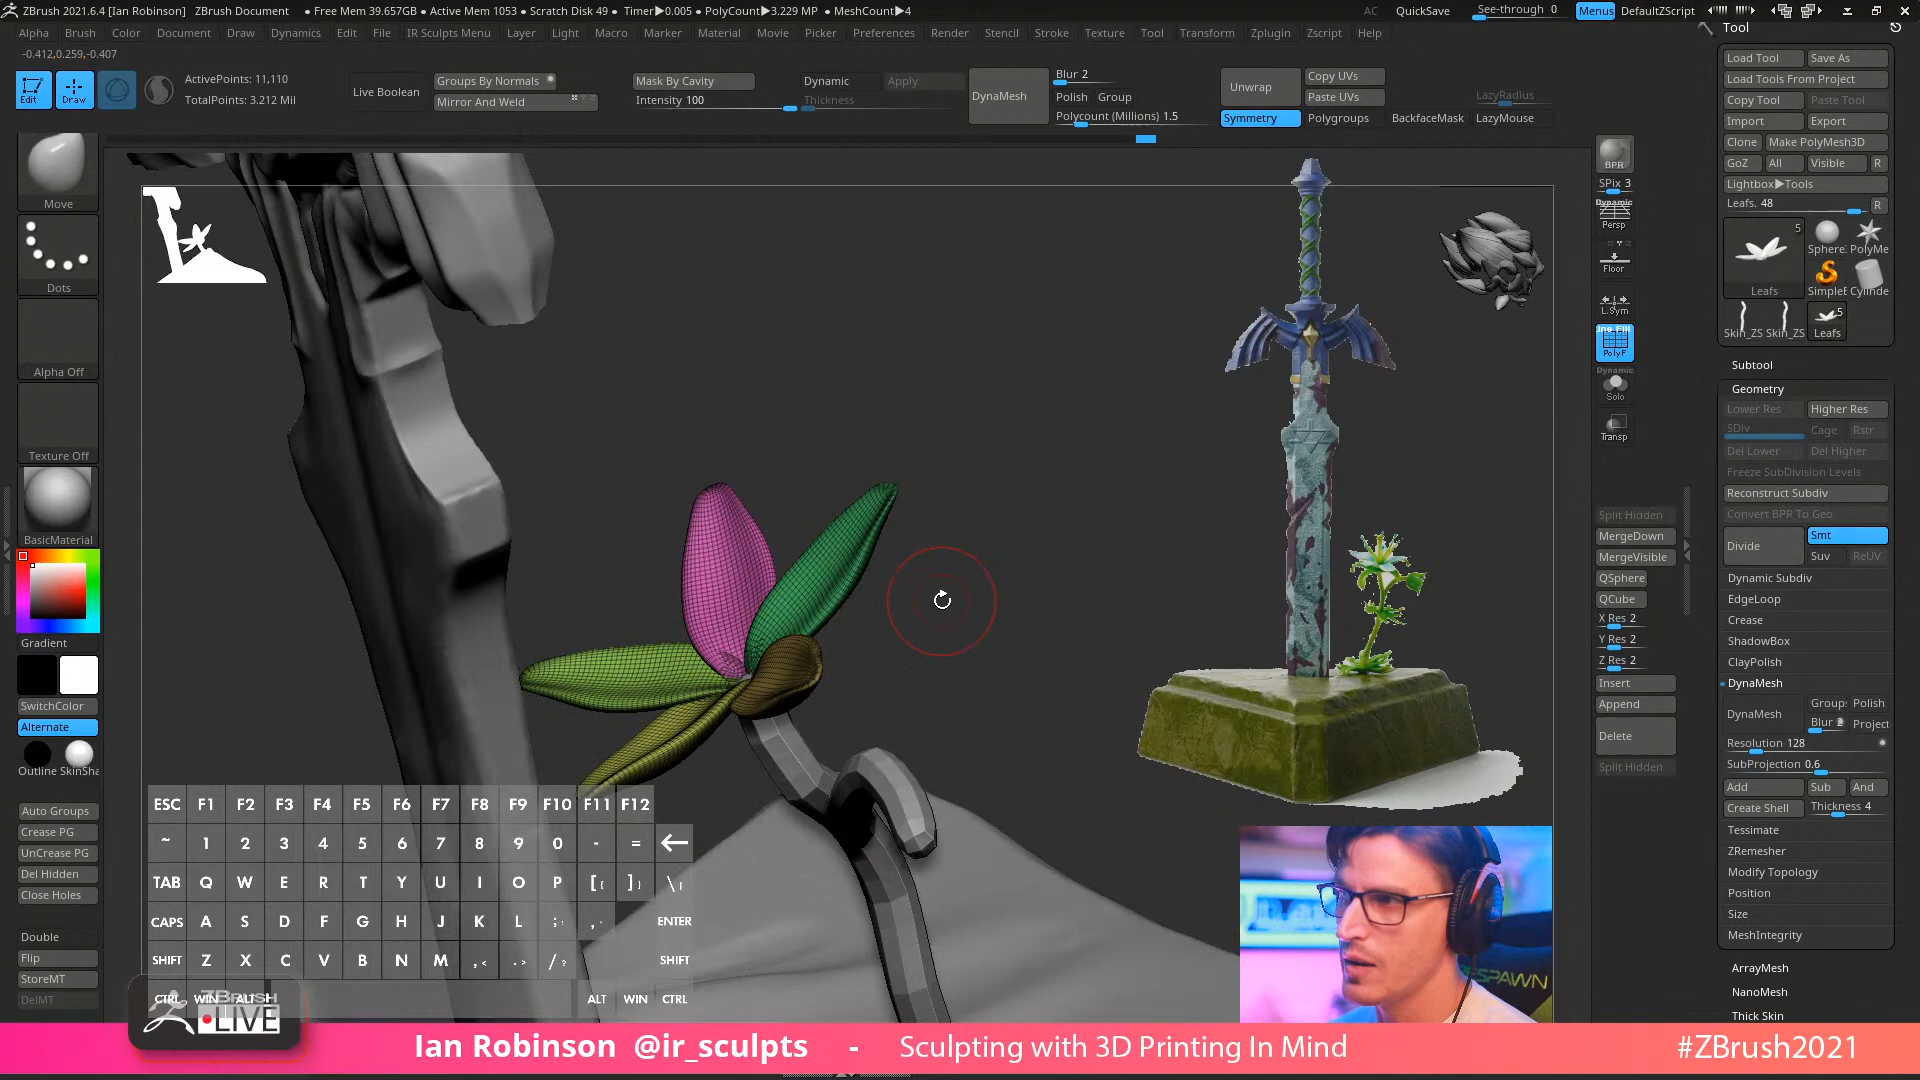 ZBrush 2021.6.4 [Ian Robinson] ZBrush Document • Free Mem 39.657GB • Active Mem 1053 • Scratch Disk 49 • Timer▶0.005 • PolyCount▶3.229 MP • MeshCount▶4 AC QuickSave See-through 0 Menus DefaultZScript
Alpha Brush Color Document Draw Dynamics Edit File IR Sculpts Menu Layer Light Macro Marker Material Movie Picker Preferences Render Stencil Stroke Texture Tool Transform Zplugin Zscript Help
-0.412,0.259,-0.407
Edit
Draw
ActivePoints: 11,110
TotalPoints: 3.212 Mil
Live Boolean
Groups By Normals
Mirror And Weld
Mask By Cavity
Intensity 100
Dynamic
Apply
Thickness
DynaMesh
Blur 2
Polish Group
Polycount (Millions) 1.5
Unwrap
Copy UVs
Paste UVs
Symmetry
Polygroups
BackfaceMask
LazyRadius
LazyMouse
Move
Dots
Alpha Off
Texture Off
BasicMaterial
Gradient
SwitchColor
Alternate
Outline SkinSha
Auto Groups
Crease PG
UnCrease PG
Del Hidden
Close Holes
Double
Flip
StoreMT
DelMT
BPR
SPix 3
Dynamic
Persp
Floor
L.Sym
Line Fill
PolyF
Dynamic
Solo
Transp
Split Hidden
MergeDown
MergeVisible
QSphere
QCube
X Res 2
Y Res 2
Z Res 2
Insert
Append
Delete
Split Hidden
Tool
Load Tool Save As
Load Tools From Project
Copy Tool Paste Tool
Import Export
Clone Make PolyMesh3D
GoZ All Visible R
Lightbox▶Tools
Leafs. 48 R
5
Leafs
Sphere PolyMe
SimpleB Cylinde
Skin_ZS Skin_ZS
5
Leafs
Subtool
Geometry
Lower Res Higher Res
SDiv Cage Rstr
Del Lower Del Higher
Freeze SubDivision Levels
Reconstruct Subdiv
Convert BPR To Geo
Divide Smt
Suv ReUV
Dynamic Subdiv
EdgeLoop
Crease
ShadowBox
ClayPolish
DynaMesh
DynaMesh
Group Polish
Blur 2 Project
Resolution 128
SubProjection 0.6
Add Sub And
Create Shell Thickness 4
Tessimate
ZRemesher
Modify Topology
Position
Size
MeshIntegrity
ArrayMesh
NanoMesh
Thick Skin
ESC F1 F2 F3 F4 F5 F6 F7 F8 F9 F10 F11 F12
~ 1 2 3 4 5 6 7 8 9 0 - =
TAB Q W E R T Y U I O P [{ ]} \|
CAPS A S D F G H J K L ;: ,. ENTER
SHIFT Z X C V B N M ,< .> /? SHIFT
CTRL WIN ALT ALT WIN CTRL
ZBRUSH
LIVE
RESPAWN
Ian Robinson @ir_sculpts - Sculpting with 3D Printing In Mind #ZBrush2021